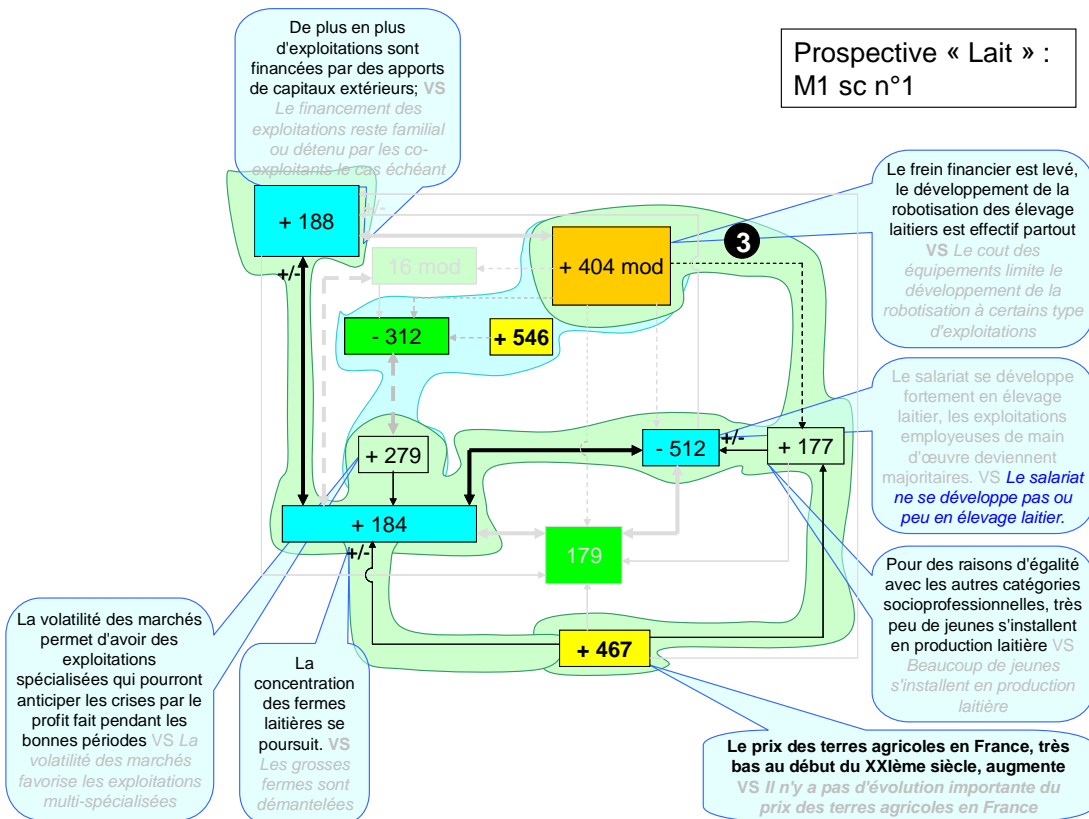 De plus en plus
d'exploitations sont
financées par des apports
de capitaux extérieurs; VS
Le financement des
exploitations reste familial
ou détenu par les co-
exploitants le cas échéant
Prospective « Lait » :
M1 sc n°1
Le frein financier est levé,
le développement de la
robotisation des élevage
laitiers est effectif partout
VS Le cout des
équipements limite le
développement de la
robotisation à certains type
d'exploitations
+ 188
+/-
+/-
3
16 mod
+ 404 mod
- 312
+ 546
Le salariat se développe
fortement en élevage
laitier, les exploitations
employeuses de main
d'œuvre deviennent
majoritaires. VS Le salariat
ne se développe pas ou
peu en élevage laitier.
- 512
+/-
+ 177
+ 279
+ 184
+/-
179
+ 467
Pour des raisons d'égalité
avec les autres catégories
socioprofessionnelles, très
peu de jeunes s'installent
en production laitière VS
Beaucoup de jeunes
s'installent en production
laitière
La volatilité des marchés
permet d'avoir des
exploitations
spécialisées qui pourront
anticiper les crises par le
profit fait pendant les
bonnes périodes VS La
volatilité des marchés
favorise les exploitations
multi-spécialisées
La
concentration
des fermes
laitières se
poursuit. VS
Les grosses
fermes sont
démantelées
Le prix des terres agricoles en France, très
bas au début du XXIème siècle, augmente
VS Il n'y a pas d'évolution importante du
prix des terres agricoles en France